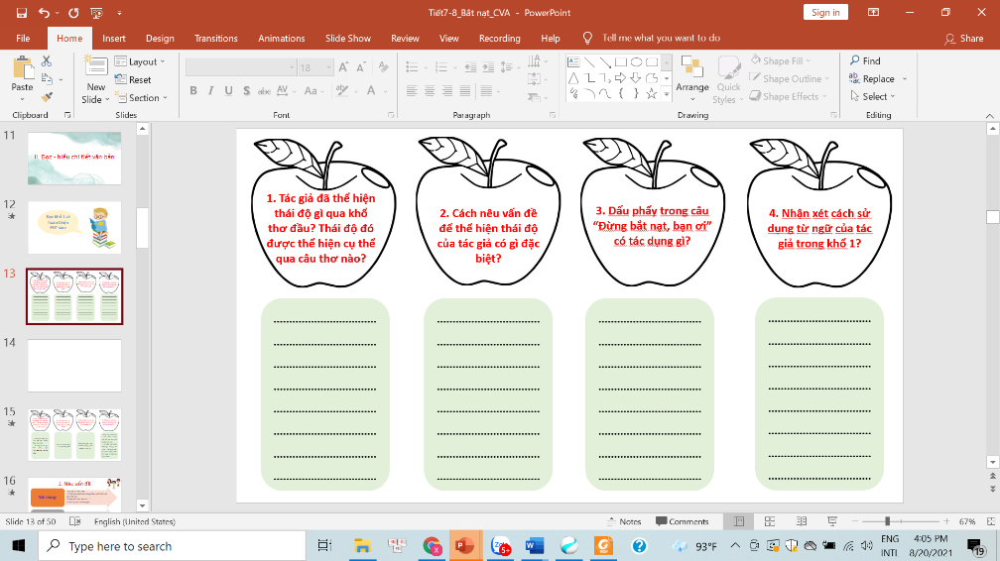 Tiết7-8_Bắt nạt_CVA - PowerPoint
Sign in
File Home Insert Design Transitions Animations Slide Show Review View Recording Help Tell me what you want to do Share
Paste
Clipboard
New Slide
Layout
Reset
Section
Slides
18
B I U S abc AV Aa A
Font
Paragraph
Arrange
Quick Styles
Shape Fill
Shape Outline
Shape Effects
Drawing
Find
Replace
Select
Editing
11
II. Đọc - hiểu chi tiết văn bản
12
13
14
15
16
1. Nêu vấn đề
1. Tác giả đã thể hiện
thái độ gì qua khổ
thơ đầu? Thái độ đó
được thể hiện cụ thể
qua câu thơ nào?
2. Cách nêu vấn đề
để thể hiện thái độ
của tác giả có gì đặc
biệt?
3. Dấu phẩy trong câu
“Đừng bắt nạt, bạn ơi”
có tác dụng gì?
4. Nhận xét cách sử
dụng từ ngữ của tác
giả trong khổ 1?
Slide 13 of 50
English (United States)
Notes
Comments
67%
Type here to search
93°F
ENG
INTL
4:05 PM
8/20/2021
19